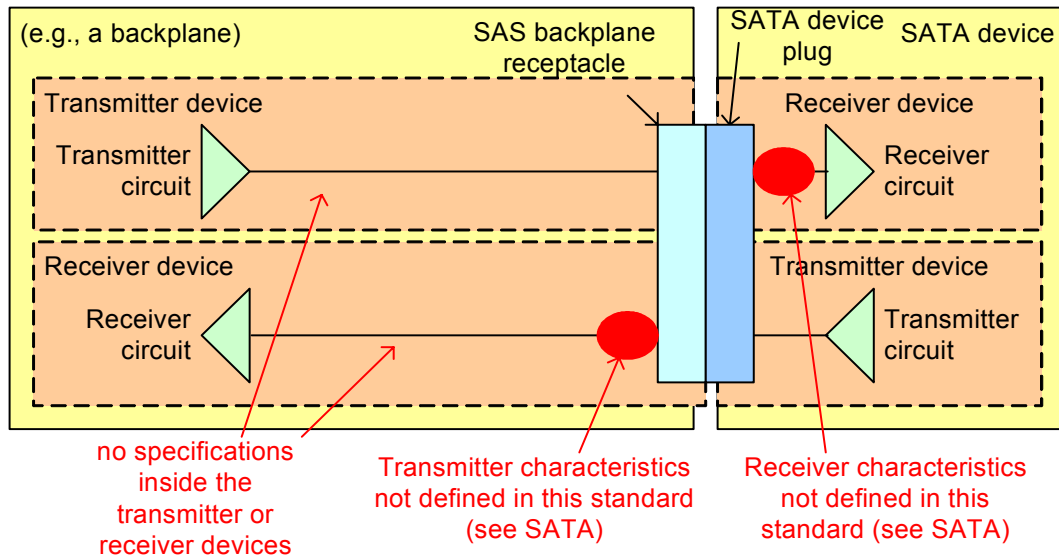 (e.g., a backplane)
SAS backplane
receptacle
SATA device
plug
SATA device
Transmitter device
Transmitter
circuit
Receiver device
Receiver
circuit
Receiver device
Receiver
circuit
Transmitter device
Transmitter
circuit
no specifications
inside the
transmitter or
receiver devices
Transmitter characteristics
not defined in this standard
(see SATA)
Receiver characteristics
not defined in this
standard (see SATA)